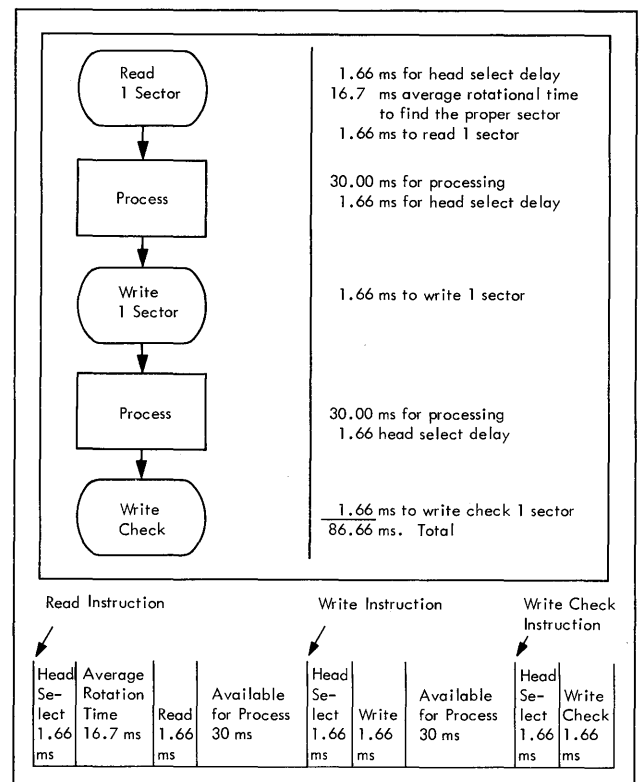 Read
1 Sector
1.66 ms for head select delay
16.7 ms average rotational time
to find the proper sector
1.66 ms to read 1 sector
Process
30.00 ms for processing
1.66 ms for head select delay
Write
1 Sector
1.66 ms to write 1 sector
Process
30.00 ms for processing
1.66 head select delay
Write
Check
1.66 ms to write check 1 sector
86.66 ms. Total
Read Instruction
Write Instruction
Write Check
Instruction
Head
Se-
lect
1.66
ms
Average
Rotation
Time
16.7 ms
Read
1.66
ms
Available
for Process
30 ms
Head
Se-
lect
1.66
ms
Write
1.66
ms
Available
for Process
30 ms
Head
Se-
lect
1.66
ms
Write
Check
1.66
ms